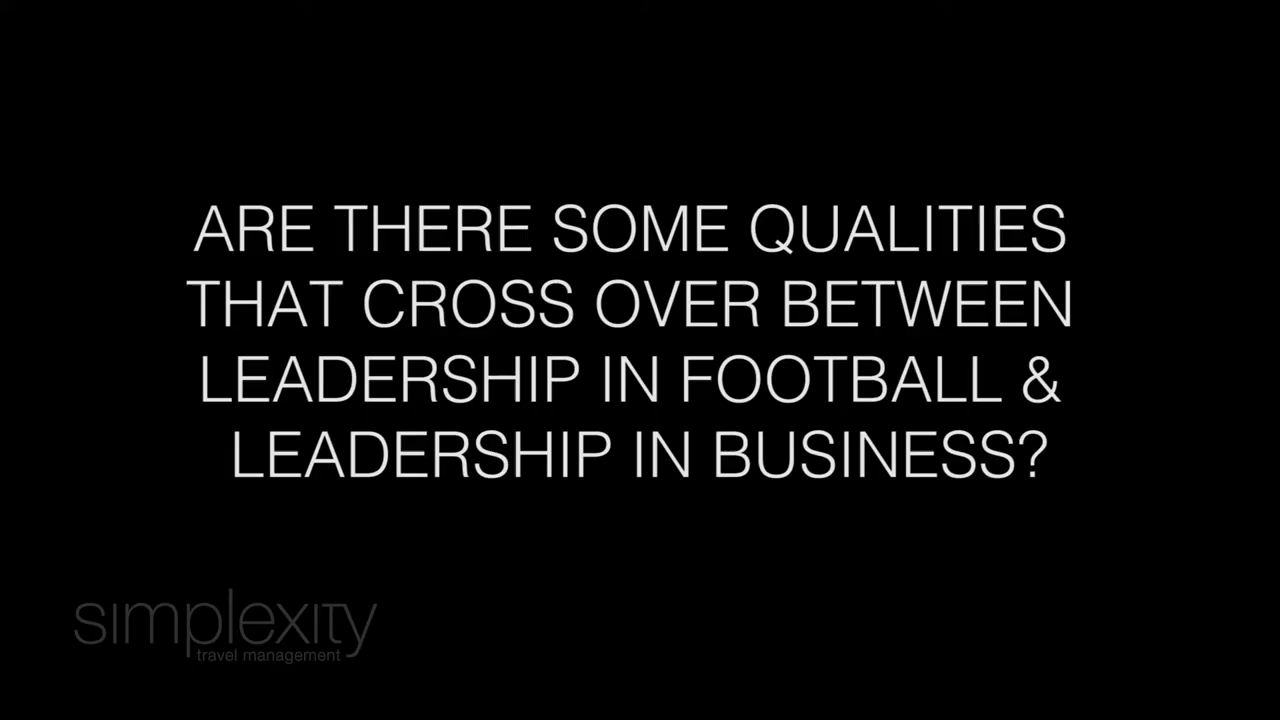 ARE THERE SOME QUALITIES
THAT CROSS OVER BETWEEN
LEADERSHIP IN FOOTBALL &
LEADERSHIP IN BUSINESS?
simplexity
travel management